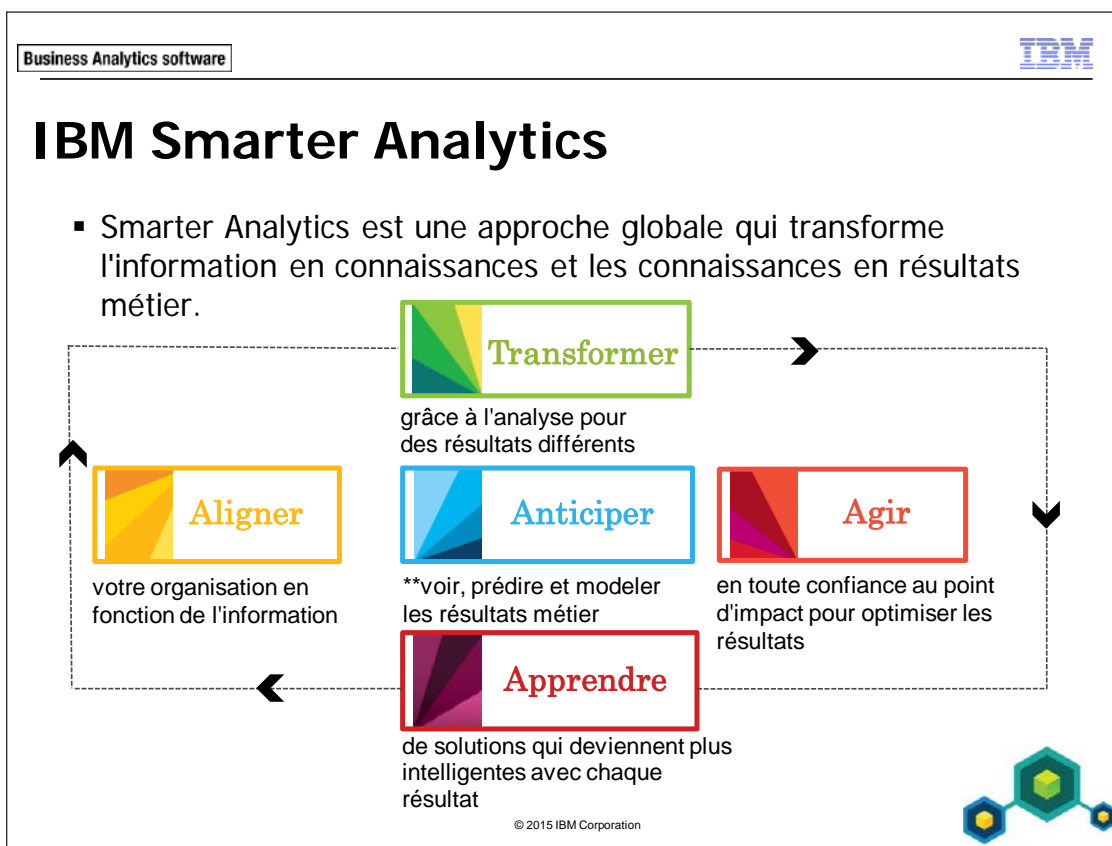 Business Analytics software
IBM
IBM Smarter Analytics
▪ Smarter Analytics est une approche globale qui transforme
l'information en connaissances et les connaissances en résultats
métier.
Transformer
grâce à l'analyse pour
des résultats différents
Aligner
votre organisation en
fonction de l'information
Anticiper
**voir, prédire et modeler
les résultats métier
Agir
en toute confiance au point
d'impact pour optimiser les
résultats
Apprendre
de solutions qui deviennent plus
intelligentes avec chaque
résultat
© 2015 IBM Corporation